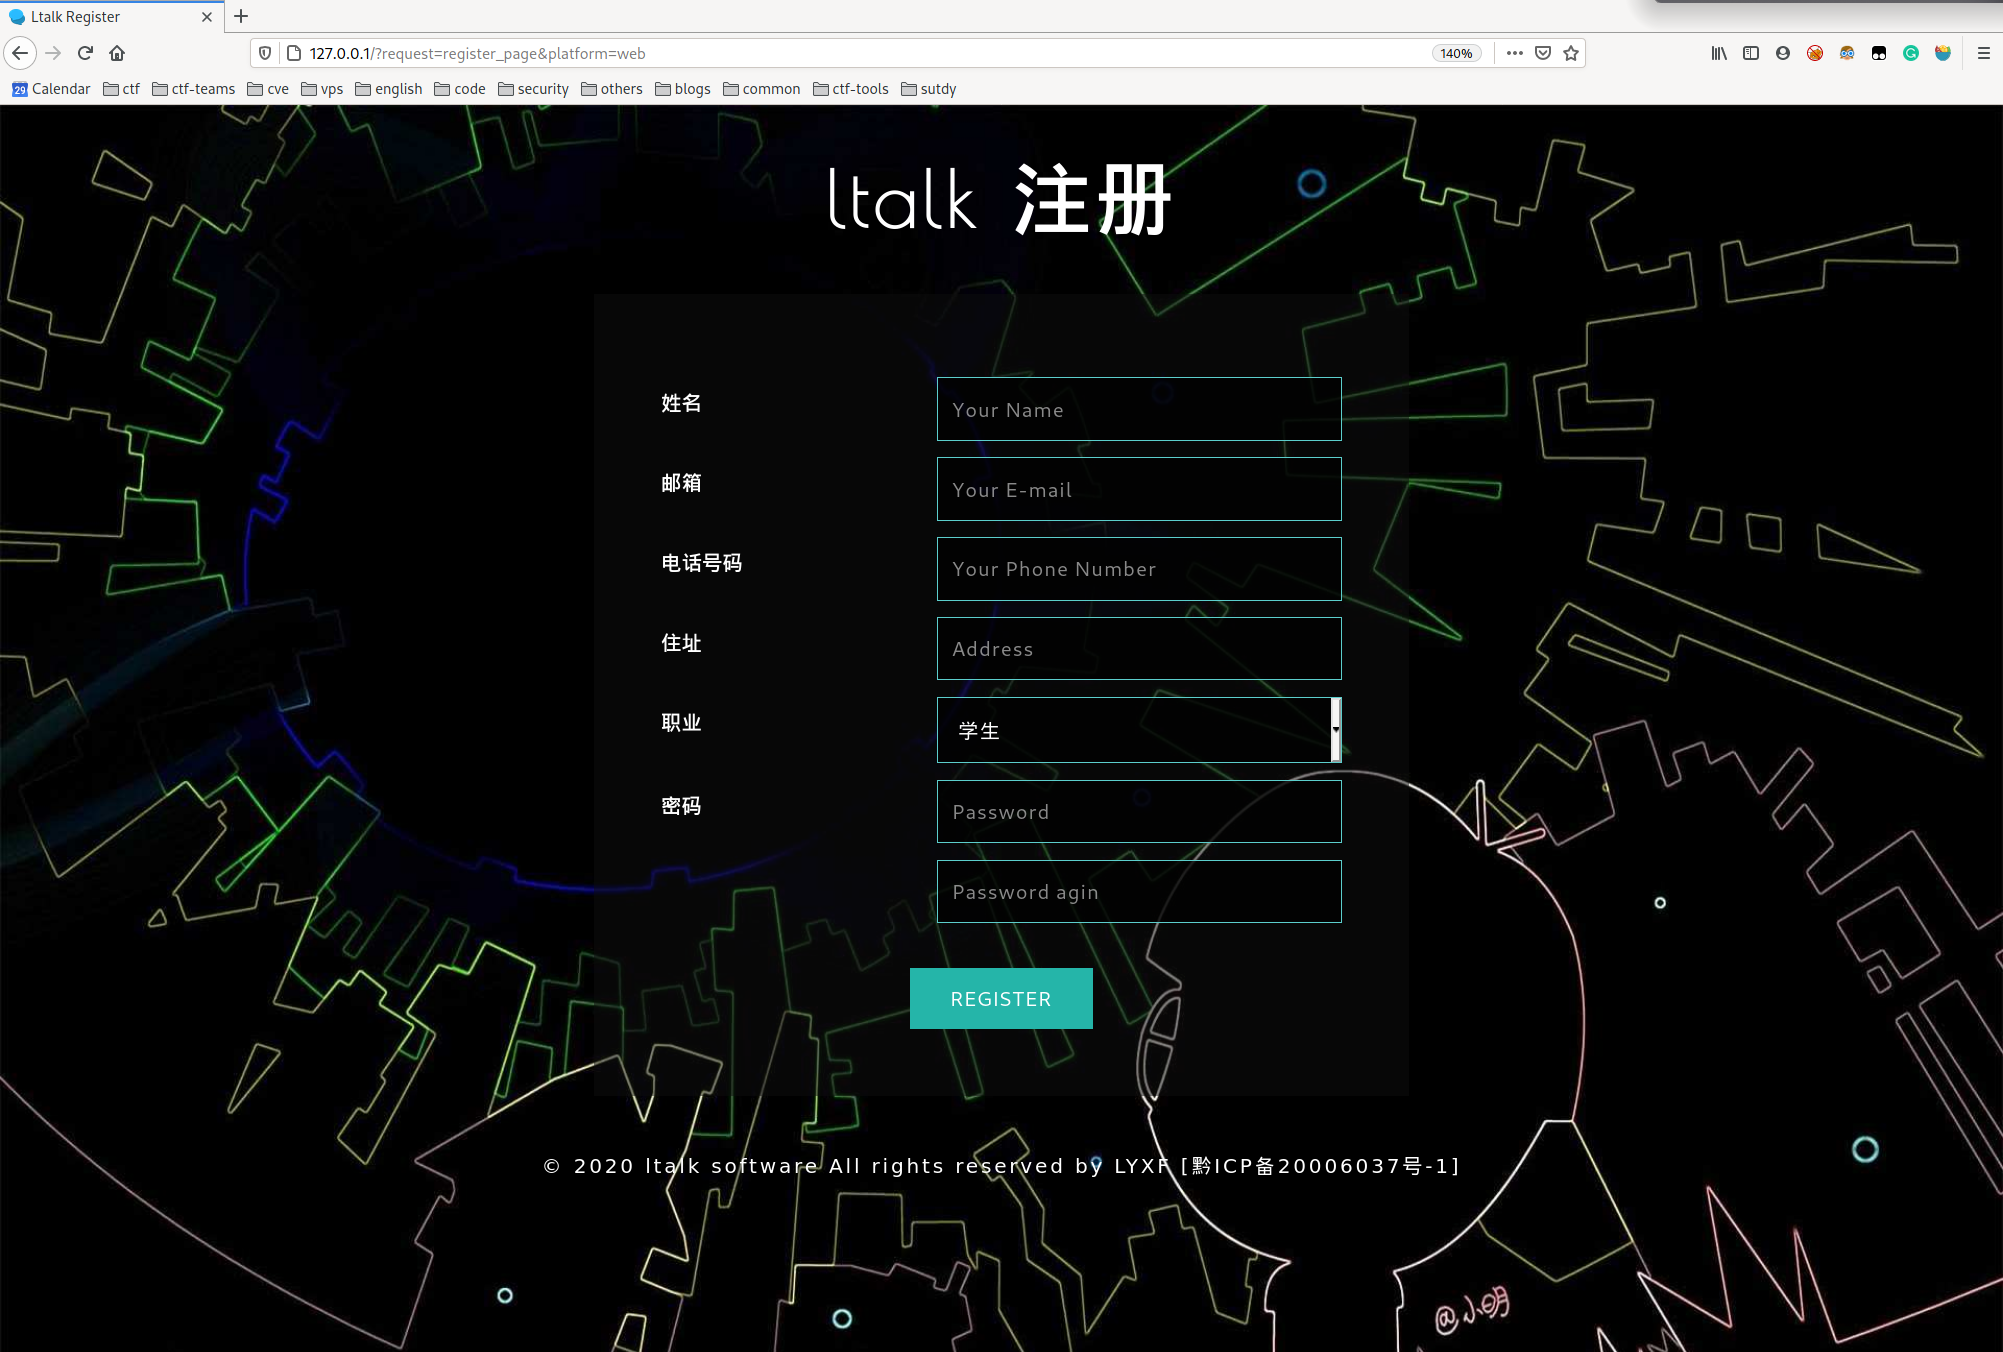 Ltalk Register
127.0.0.1/?request=register_page&platform=web
140%
29 Calendar ctf ctf-teams cve vps english code security others blogs common ctf-tools sutdy
ltalk 注册
姓名 Your Name
邮箱 Your E-mail
电话号码 Your Phone Number
住址 Address
职业 学生
密码 Password
Password agin
REGISTER
© 2020 ltalk software All rights reserved by LYXF [黔ICP备20006037号-1]
@小明